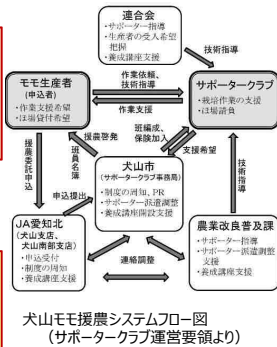 連合会
・サポーター指導
・生産者の受入希望
把握
・養成講座支援
技術指導
モモ生産者
(申込者)
・作業支援希望
・ほ場貸付希望
作業依頼、
技術指導
作業支援
サポータークラブ
・栽培作業の支援
・ほ場請負
援農委託申込
班員名簿
援農啓発
班編成、
保険加入
支援希望
技術指導
犬山市
(サポータークラブ事務局)
・制度の周知、PR
・サポーター派遣調整
・養成講座開設支援
申込提出
JA愛知北
(犬山支店、
犬山南部支店)
・申込受付
・制度の周知
・養成講座支援
連絡調整
農業改良普及課
・サポーター指導
・サポーター派遣調整
支援
・養成講座支援
犬山モモ援農システムフロー図
(サポータークラブ運営要領より)